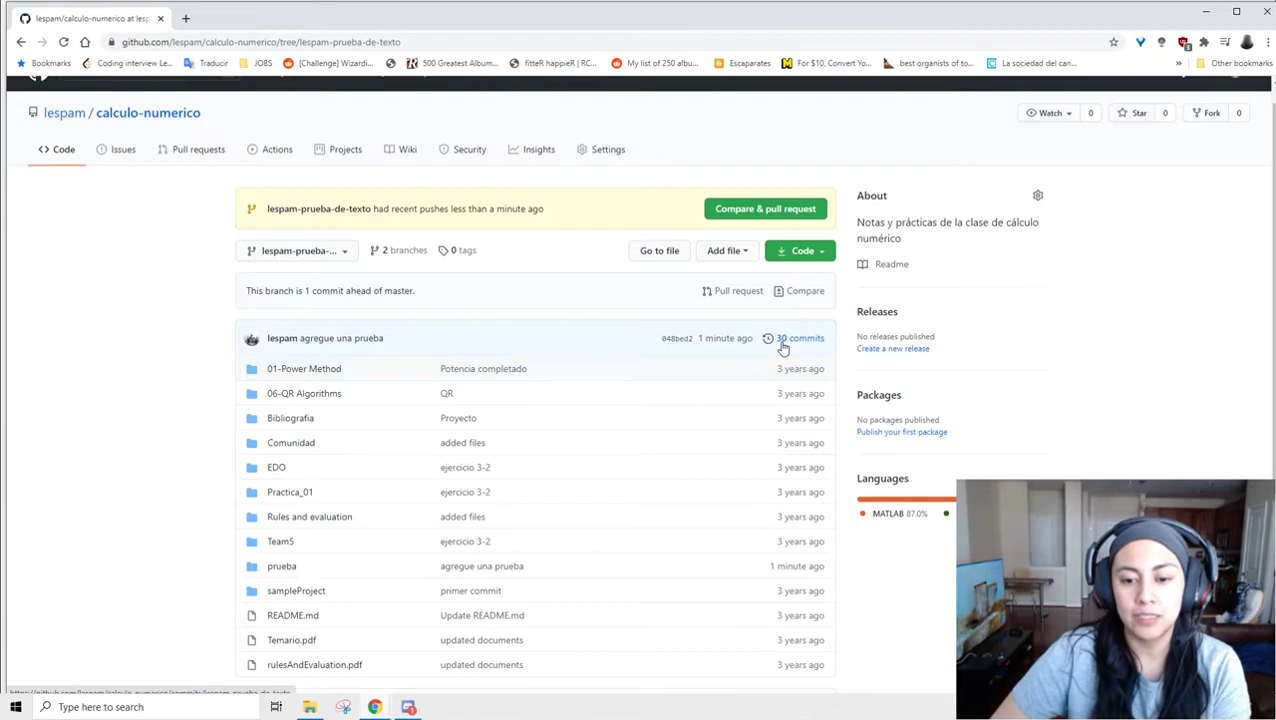 lespam/calculo-numerico at lesp
github.com/lespam/calculo-numerico/tree/lespam-prueba-de-texto
Bookmarks
Coding interview Le...
Traducir
JOBS
[Challenge] Wizardi...
500 Greatest Album...
fitteR happieR | RC...
My list of 250 albu...
Escaparates
For $10, Convert Yo...
best organists of to...
La sociedad del can...
»
Other bookmarks
lespam / calculo-numerico
Watch 0
Star 0
Fork 0
Code
Issues
Pull requests
Actions
Projects
Wiki
Security
Insights
Settings
lespam-prueba-de-texto had recent pushes less than a minute ago
Compare & pull request
lespam-prueba-...
2 branches
0 tags
Go to file
Add file
Code
This branch is 1 commit ahead of master.
Pull request
Compare
lespam agregue una prueba 048bed2 1 minute ago 30 commits
01-Power Method Potencia completado 3 years ago
06-QR Algorithms QR 3 years ago
Bibliografia Proyecto 3 years ago
Comunidad added files 3 years ago
EDO ejercicio 3-2 3 years ago
Practica_01 ejercicio 3-2 3 years ago
Rules and evaluation added files 3 years ago
Team5 ejercicio 3-2 3 years ago
prueba agregue una prueba 1 minute ago
sampleProject primer commit 3 years ago
README.md Update README.md 3 years ago
Temario.pdf updated documents 3 years ago
rulesAndEvaluation.pdf updated documents 3 years ago
About
Notas y prácticas de la clase de cálculo
numérico
Readme
Releases
No releases published
Create a new release
Packages
No packages published
Publish your first package
Languages
MATLAB 87.0%
Type here to search